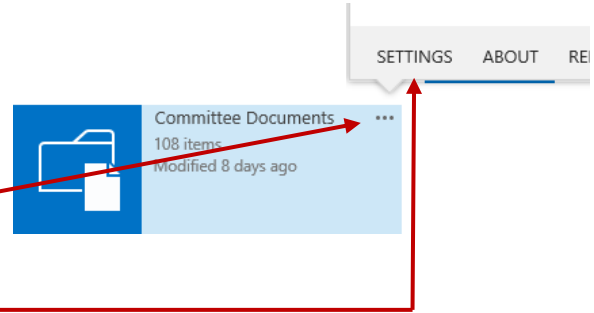 SETTINGS ABOUT
Committee Documents ...
108 items
Modified 8 days ago